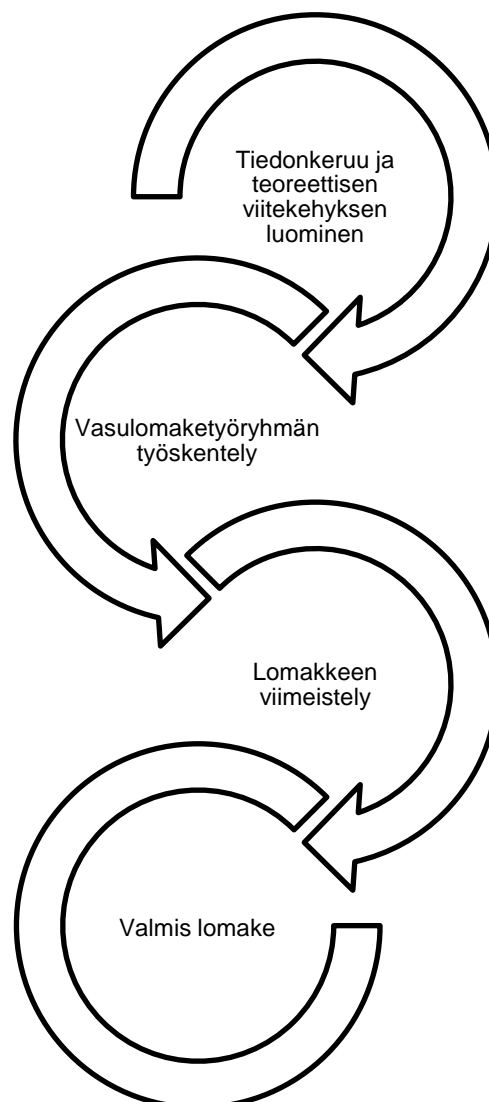 Tiedonkeruu ja
teoreettisen
viitekehyksen
luominen
Vasulomaketyöryhmän
työskentely
Lomakkeen
viimeistely
Valmis lomake